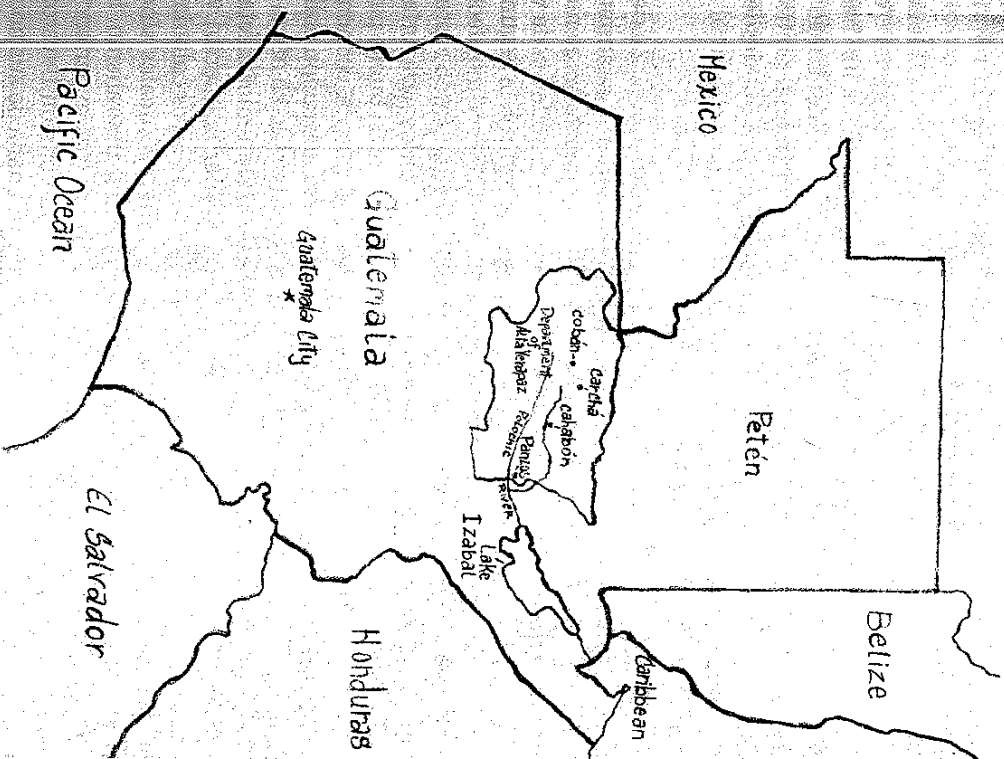 Mexico
Petén
Belize
Cobán
Carchá
Cahabón
Department
of
Alta Verapaz
Panzós
Polochic
River
Lake
Izabal
Caribbean
Guatemala
Guatemala City
Honduras
Pacific Ocean
El Salvador